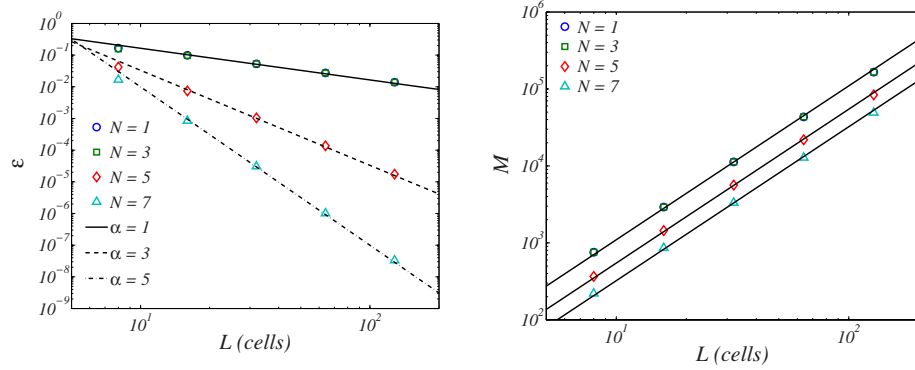 10^0
10^-1
10^-2
10^-3
10^-4
10^-5
10^-6
10^-7
10^-8
10^-9
ε
N = 1
N = 3
N = 5
N = 7
α = 1
α = 3
α = 5
10^1
10^2
L (cells)
10^6
10^5
10^4
10^3
10^2
M
N = 1
N = 3
N = 5
N = 7
10^1
10^2
L (cells)